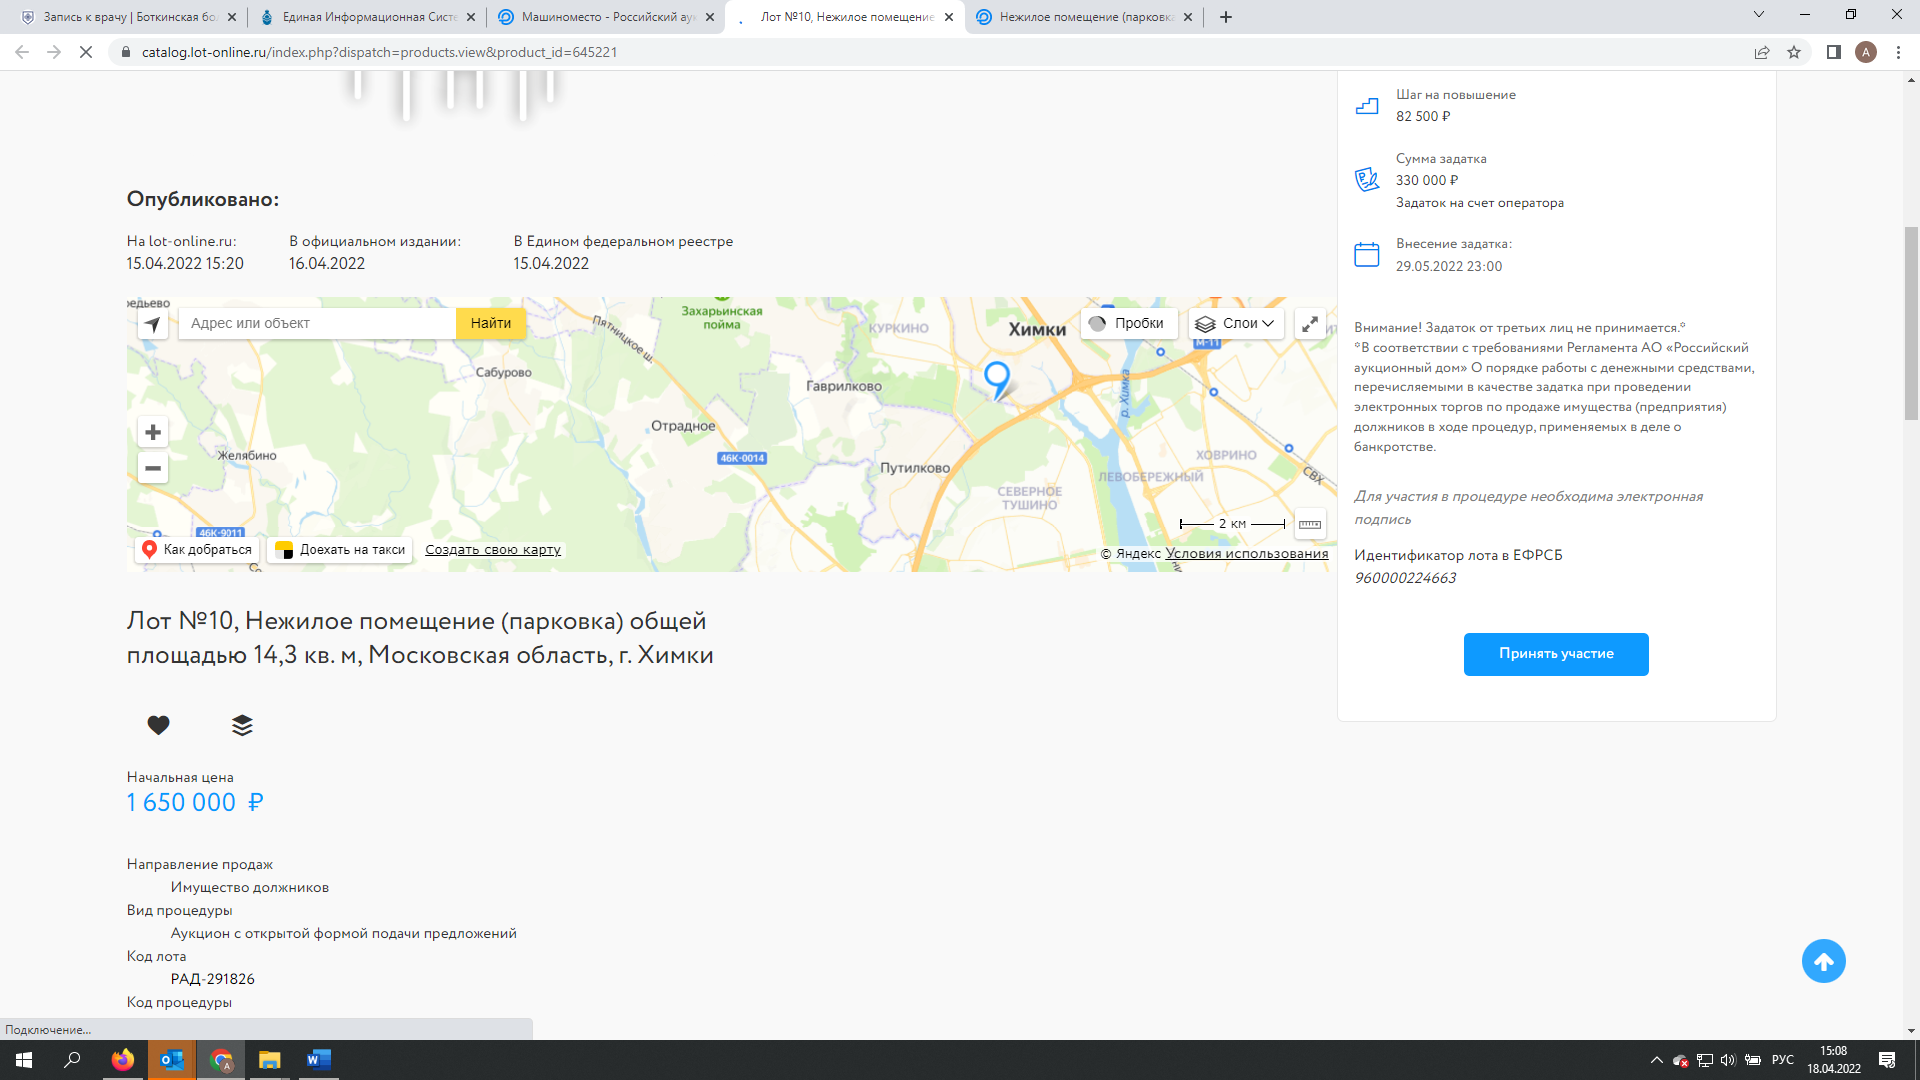 Запись к врачу | Боткинская бо
Единая Информационная Систе
Машиноместо - Российский ау
Лот №10, Нежилое помещение
Нежилое помещение (парковка
catalog.lot-online.ru/index.php?dispatch=products.view&product_id=645221
A
Опубликовано:
На lot-online.ru:
15.04.2022 15:20
В официальном издании:
16.04.2022
В Едином федеральном реестре
15.04.2022
редьево
Адрес или объект
Найти
Пятницкое ш.
Захарьинская
пойма
КУРКИНО
Химки
Пробки
Слои
М-11
Сабурово
Гаврилково
р. Химка
Отрадное
Желябино
46К-0014
Путилково
ХОВРИНО
ЛЕВОБЕРЕЖНЫЙ
СВХ
СЕВЕРНОЕ
ТУШИНО
2 км
46К-9011
Как добраться
Доехать на такси
Создать свою карту
© Яндекс Условия использования
Лот №10, Нежилое помещение (парковка) общей
площадью 14,3 кв. м, Московская область, г. Химки
Начальная цена
1 650 000 ₽
Направление продаж
Имущество должников
Вид процедуры
Аукцион с открытой формой подачи предложений
Код лота
РАД-291826
Код процедуры
Шаг на повышение
82 500 ₽
Сумма задатка
330 000 ₽
Задаток на счет оператора
Внесение задатка:
29.05.2022 23:00
Внимание! Задаток от третьих лиц не принимается.*
*В соответствии с требованиями Регламента АО «Российский
аукционный дом» О порядке работы с денежными средствами,
перечисляемыми в качестве задатка при проведении
электронных торгов по продаже имущества (предприятия)
должников в ходе процедур, применяемых в деле о
банкротстве.
Для участия в процедуре необходима электронная
подпись
Идентификатор лота в ЕФРСБ
960000224663
Принять участие
Подключение...
РУС
15:08
18.04.2022